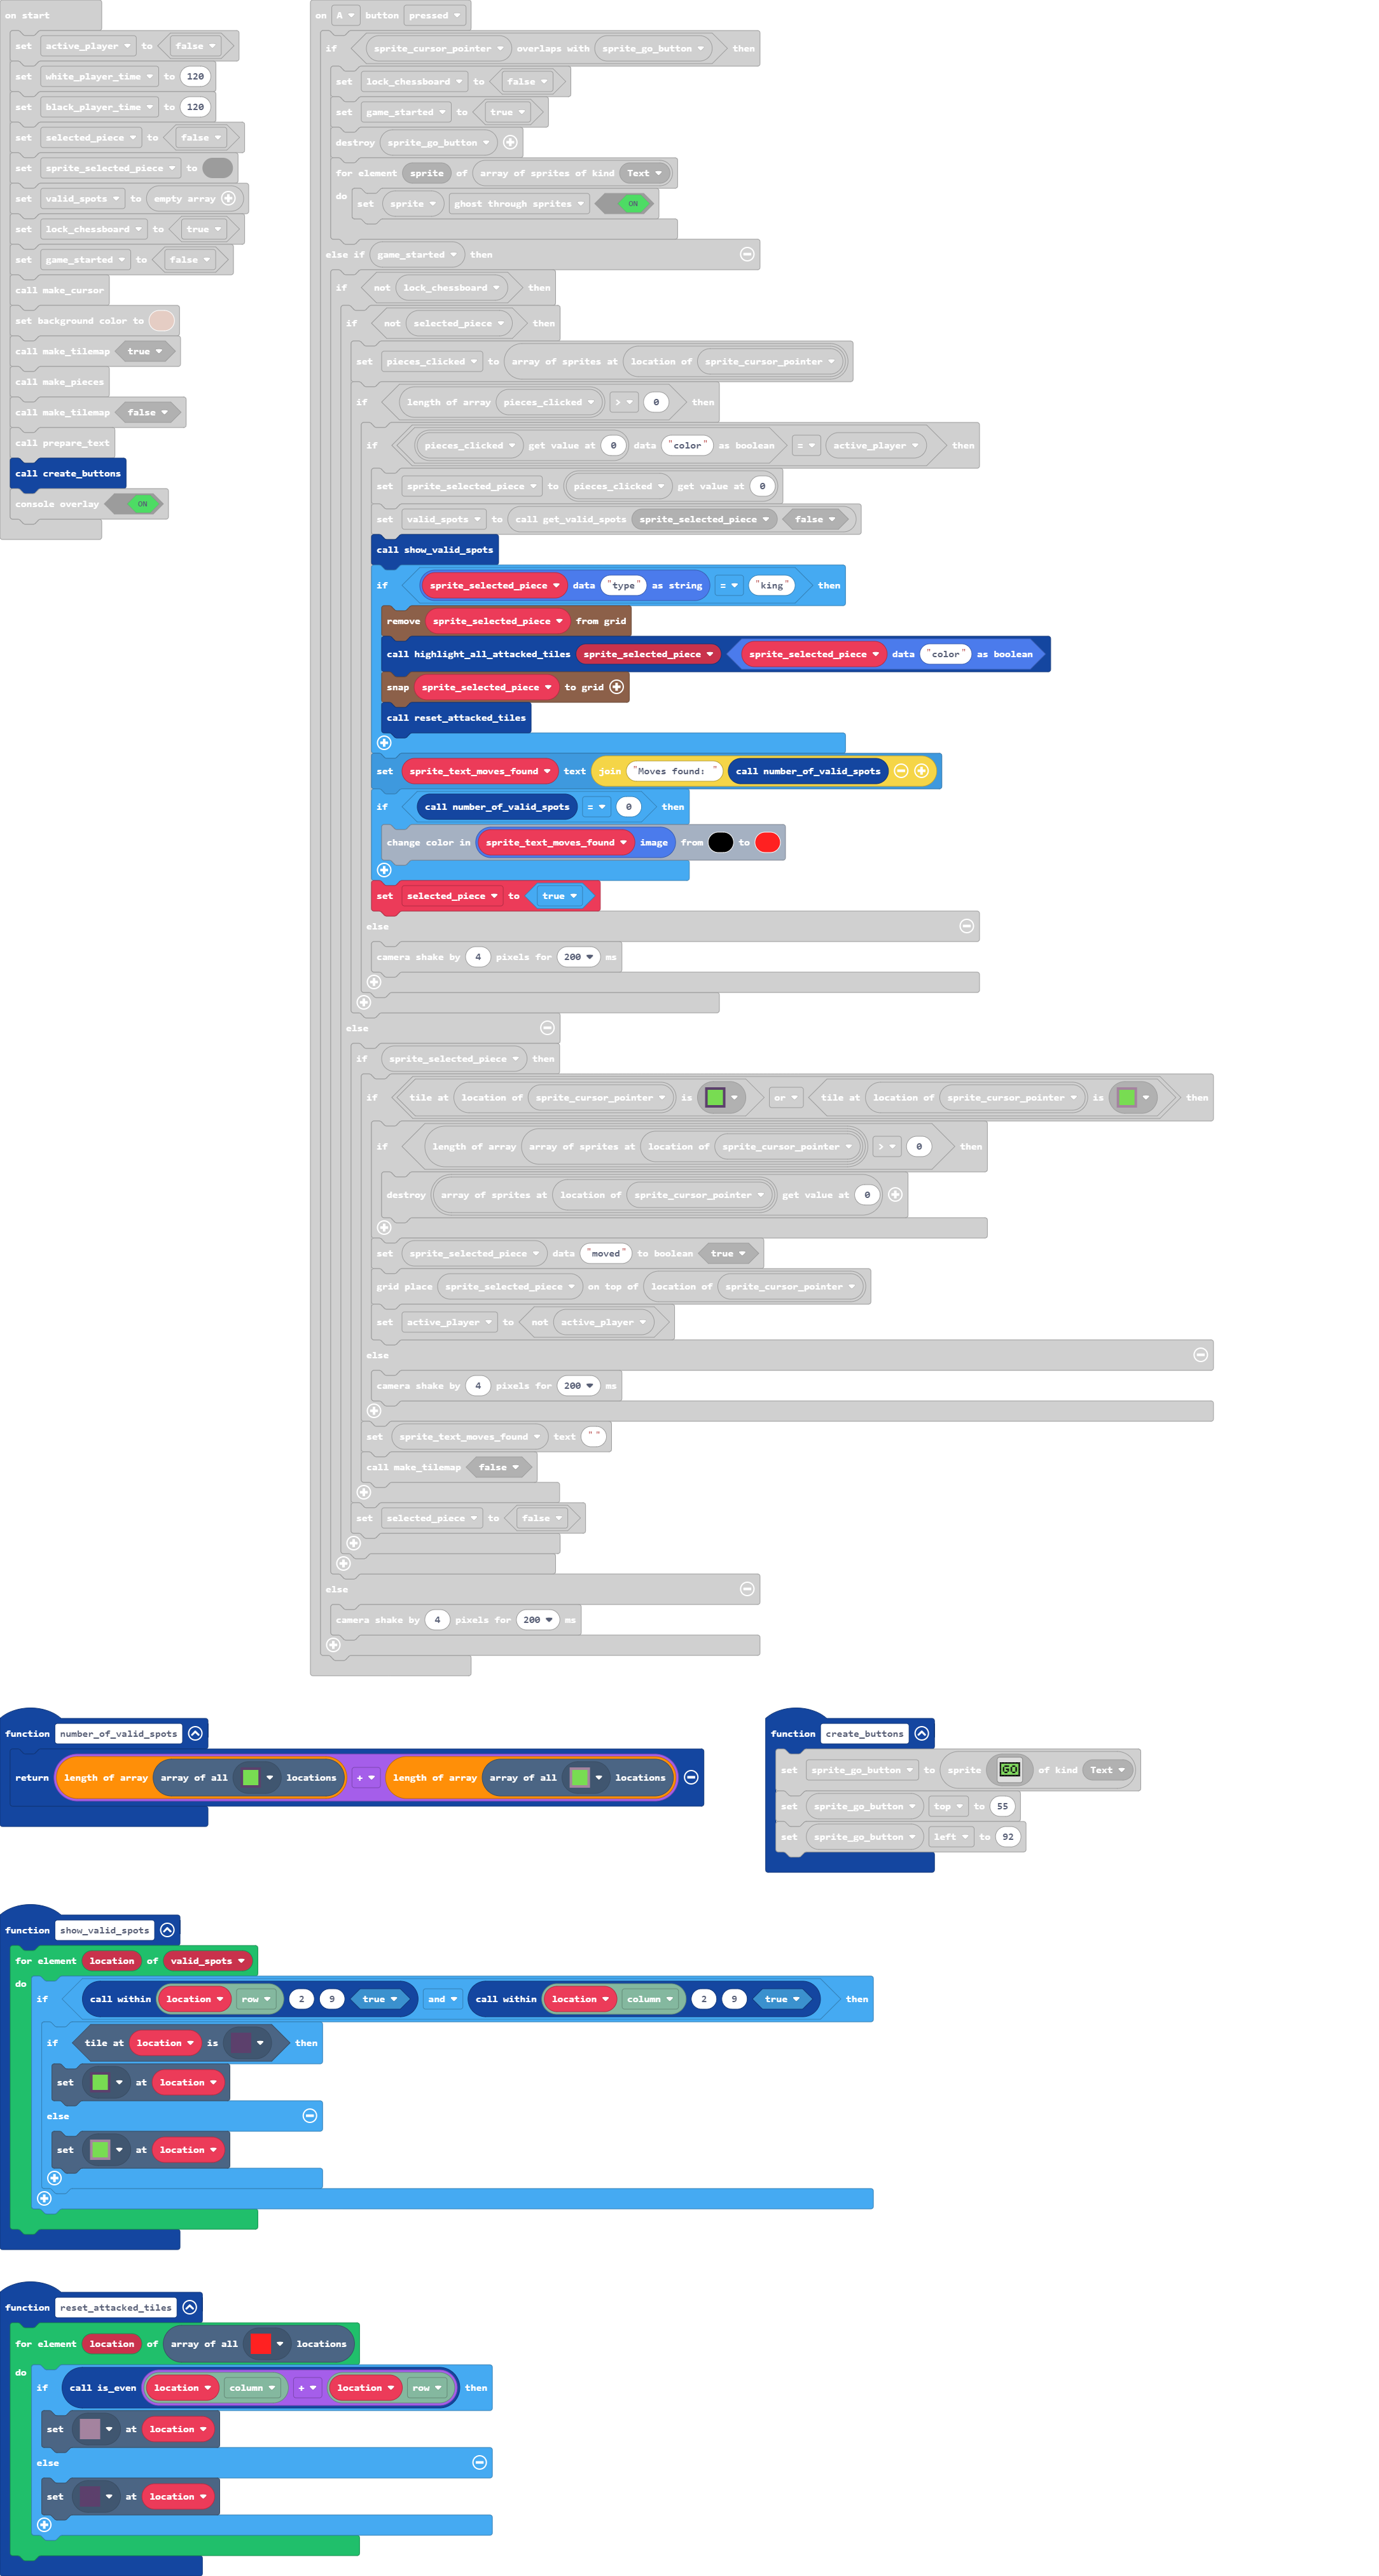 on start
set active_player to false
set white_player_time to 120
set black_player_time to 120
set selected_piece to false
set sprite_selected_piece to
set valid_spots to empty array
set lock_chessboard to true
set game_started to false
call make_cursor
set background color to
call make_tilemap true
call make_pieces
call make_tilemap false
call prepare_text
call create_buttons
console overlay ON
on A button pressed
if sprite_cursor_pointer overlaps with sprite_go_button then
set lock_chessboard to false
set game_started to true
destroy sprite_go_button
for element sprite of array of sprites of kind Text
do set sprite ghost through sprites ON
else if game_started then
if not lock_chessboard then
if not selected_piece then
set pieces_clicked to array of sprites at location of sprite_cursor_pointer
if length of array pieces_clicked > 0 then
if pieces_clicked get value at 0 data "color" as boolean = active_player then
set sprite_selected_piece to pieces_clicked get value at 0
set valid_spots to call get_valid_spots sprite_selected_piece false
call show_valid_spots
if sprite_selected_piece data "type" as string = "king" then
remove sprite_selected_piece from grid
call highlight_all_attacked_tiles sprite_selected_piece sprite_selected_piece data "color" as boolean
snap sprite_selected_piece to grid
call reset_attacked_tiles
set sprite_text_moves_found text join "Moves found: " call number_of_valid_spots
if call number_of_valid_spots = 0 then
change color in sprite_text_moves_found image from to
set selected_piece to true
else
camera shake by 4 pixels for 200 ms
else
if sprite_selected_piece then
if tile at location of sprite_cursor_pointer is or tile at location of sprite_cursor_pointer is then
if length of array array of sprites at location of sprite_cursor_pointer > 0 then
destroy array of sprites at location of sprite_cursor_pointer get value at 0
set sprite_selected_piece data "moved" to boolean true
grid place sprite_selected_piece on top of location of sprite_cursor_pointer
set active_player to not active_player
else
camera shake by 4 pixels for 200 ms
set sprite_text_moves_found text ""
call make_tilemap false
set selected_piece to false
else
camera shake by 4 pixels for 200 ms
function number_of_valid_spots
return length of array array of all locations + length of array array of all locations
function create_buttons
set sprite_go_button to sprite GO of kind Text
set sprite_go_button top to 55
set sprite_go_button left to 92
function show_valid_spots
for element location of valid_spots
do
if call within location row 2 9 true and call within location column 2 9 true then
if tile at location is then
set at location
else
set at location
function reset_attacked_tiles
for element location of array of all locations
do
if call is_even location column + location row then
set at location
else
set at location